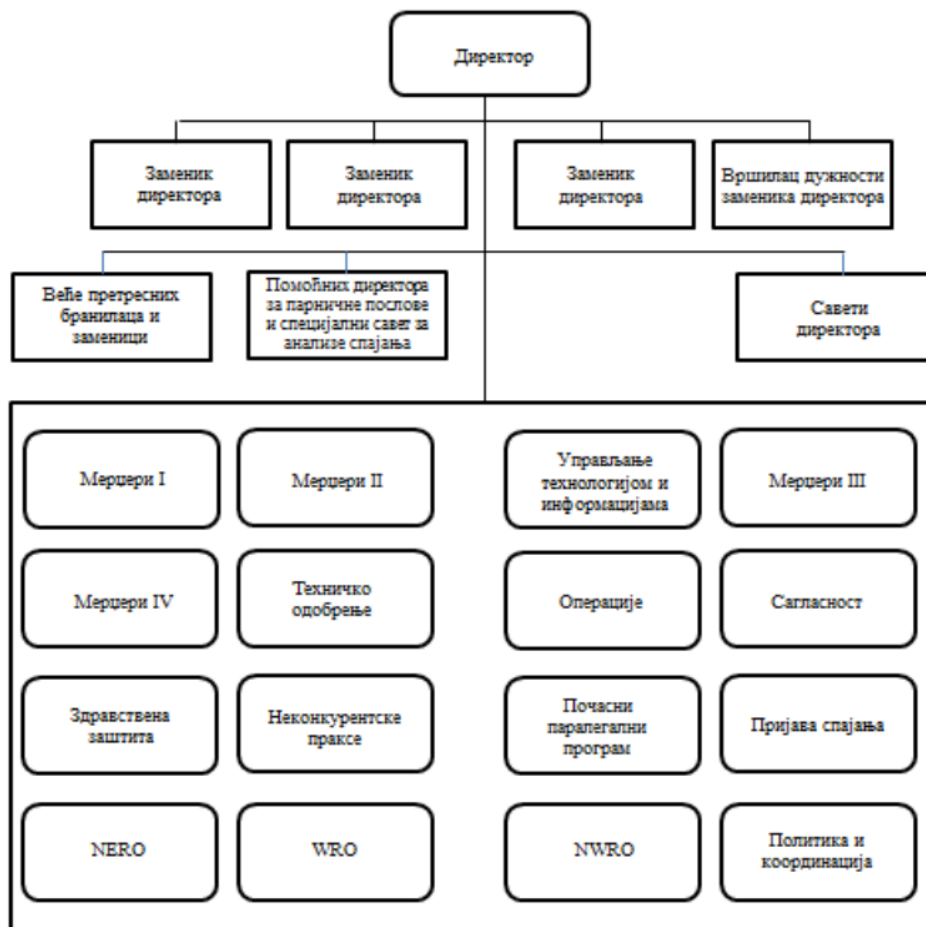 Директор
Заменик
директора
Заменик
директора
Заменик
директора
Вршилац дужности
заменика директора
Веће претресних
бранилаца и
заменици
Помоћних директора
за парничне послове
и специјални савет за
анализе спајања
Савети
директора
Мерџери I
Мерџери II
Управљање
технологијом и
информацијама
Мерџери III
Мерџери IV
Техничко
одобрење
Операције
Сагласност
Здравствена
заштита
Неконкурентске
праксе
Почасни
паралегални
програм
Пријава спајања
NERO
WRO
NWRO
Политика и
координација